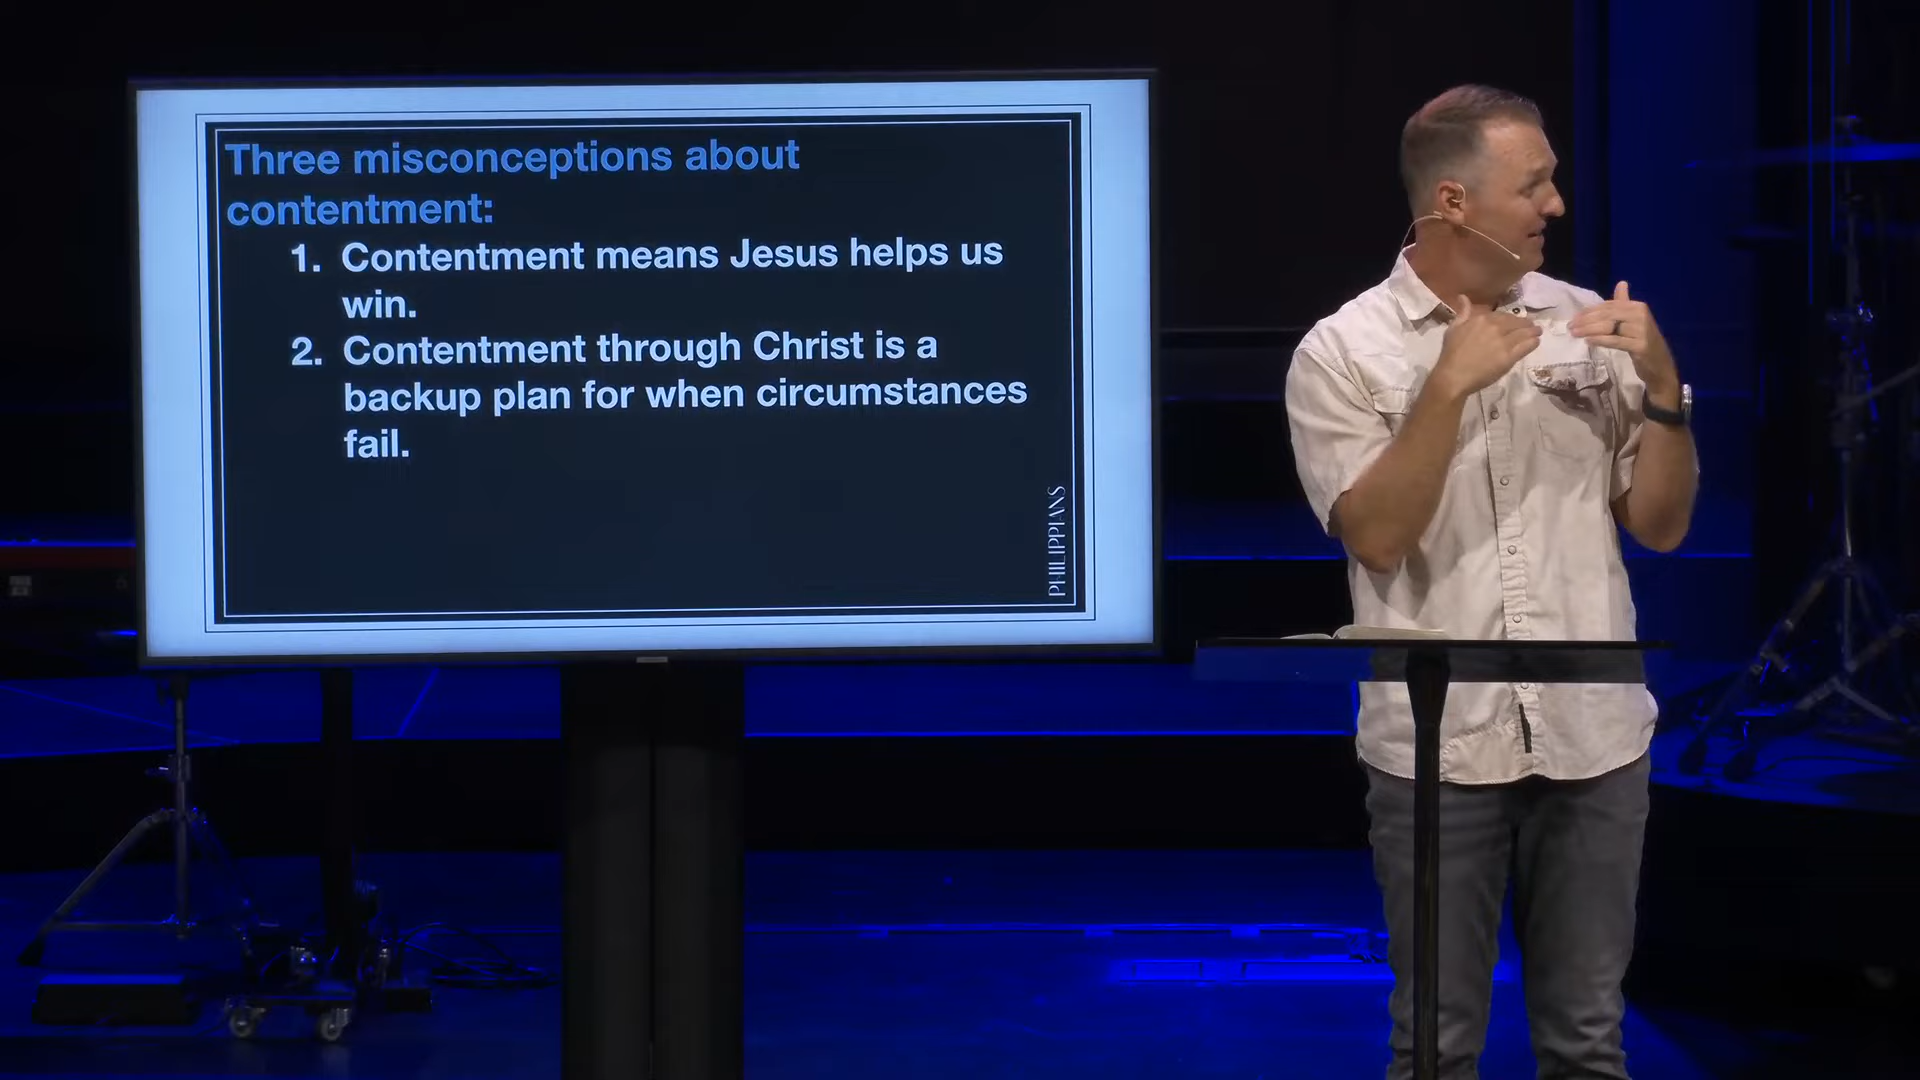 Three misconceptions about
contentment:
1. Contentment means Jesus helps us
win.
2. Contentment through Christ is a
backup plan for when circumstances
fail.
PHILIPPIANS